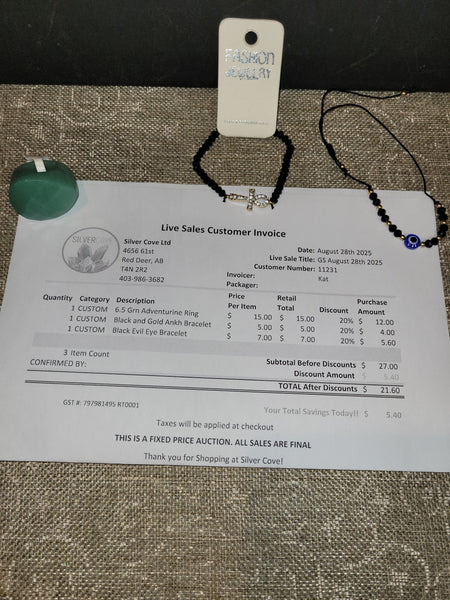 FASHION
JEWELLRY
Live Sales Customer Invoice
SILVERCOVE
Silver Cove Ltd
4656 61st
Red Deer, AB
T4N 2R2
403-986-3682
Date: August 28th 2025
Live Sale Title: GS August 28th 2025
Customer Number: 11231
Invoicer: Kat
Packager:
Quantity Category Description Price Per Item Retail Total Discount Purchase Amount
1 CUSTOM 6.5 Grn Adventurine Ring $ 15.00 $ 15.00 20% $ 12.00
1 CUSTOM Black and Gold Ankh Bracelet $ 5.00 $ 5.00 20% $ 4.00
1 CUSTOM Black Evil Eye Bracelet $ 7.00 $ 7.00 20% $ 5.60
3 Item Count
Subtotal Before Discounts $ 27.00
CONFIRMED BY:
Discount Amount $ 5.40
TOTAL After Discounts $ 21.60
GST #: 797981495 RT0001
Your Total Savings Today!! $ 5.40
Taxes will be applied at checkout
THIS IS A FIXED PRICE AUCTION. ALL SALES ARE FINAL
Thank you for Shopping at Silver Cove!